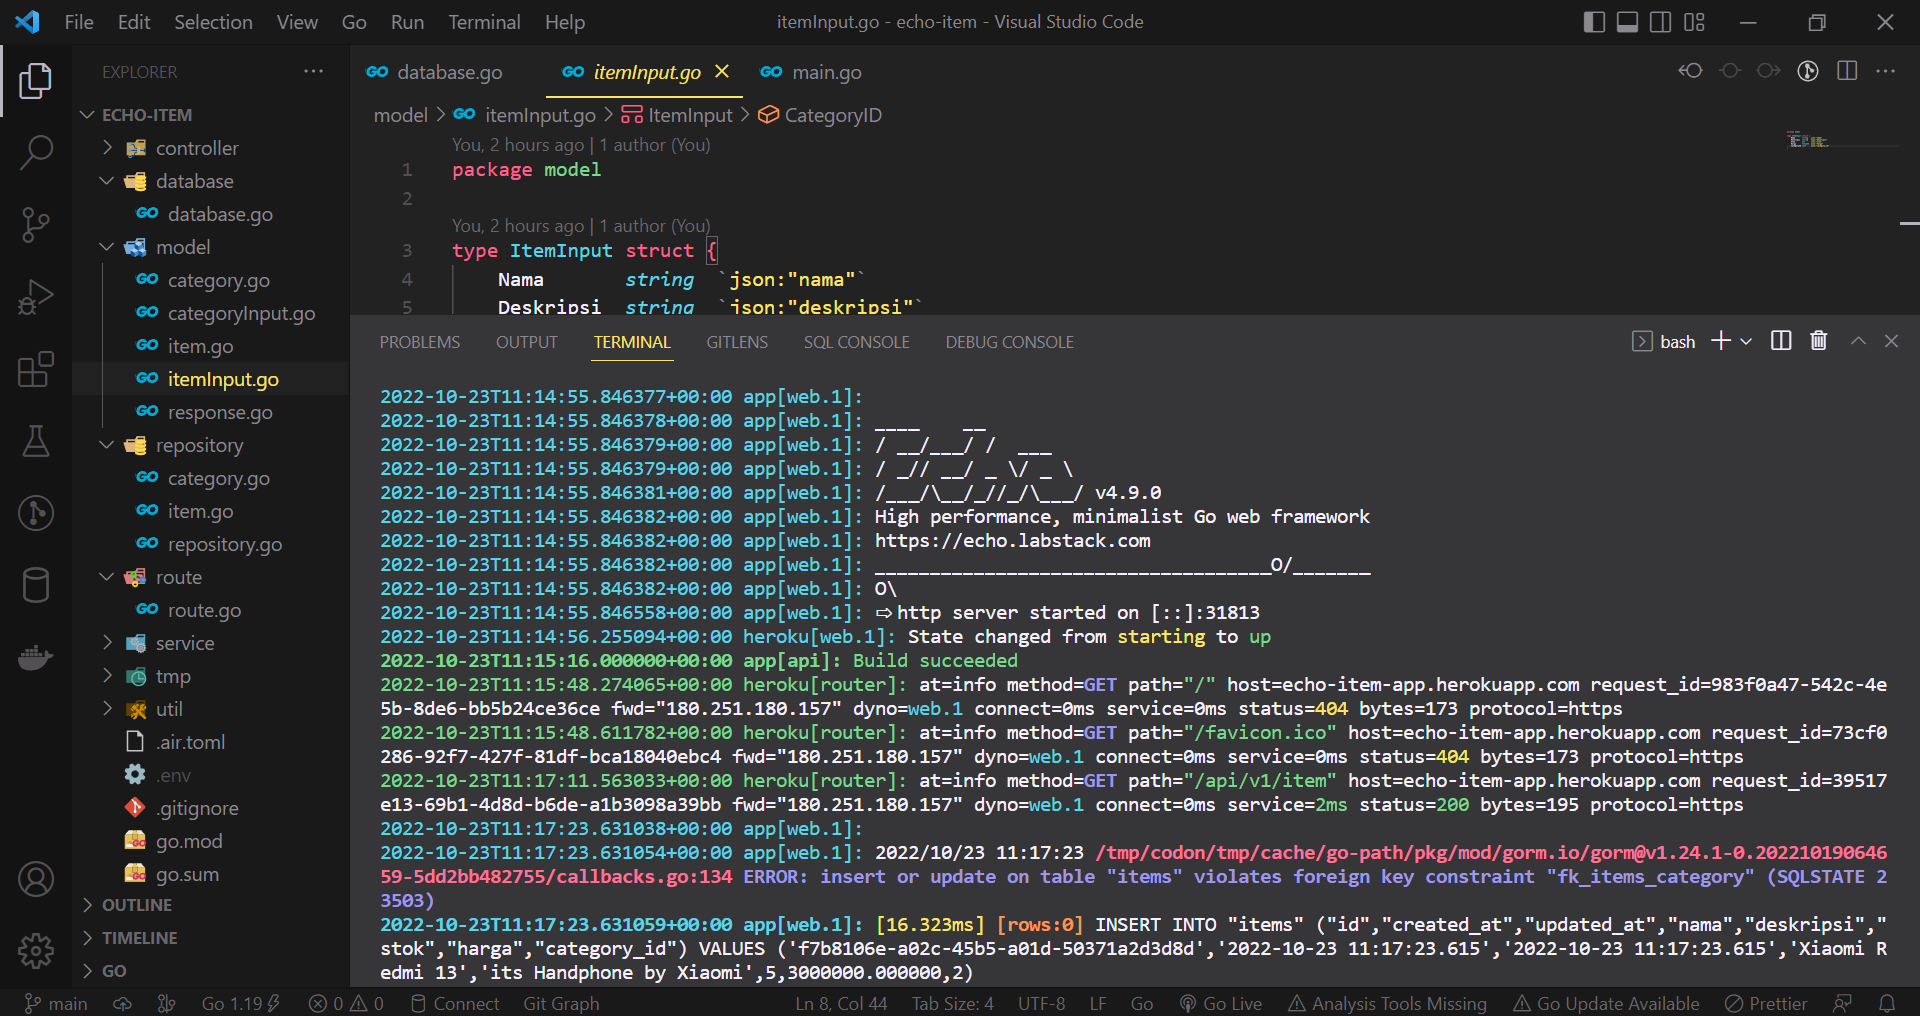 File Edit Selection View Go Run Terminal Help
itemInput.go - echo-item - Visual Studio Code
EXPLORER
ECHO-ITEM
controller
database
database.go
model
category.go
categoryInput.go
item.go
itemInput.go
response.go
repository
category.go
item.go
repository.go
route
route.go
service
tmp
util
.air.toml
.env
.gitignore
go.mod
go.sum
OUTLINE
TIMELINE
GO
GO database.go GO itemInput.go GO main.go
model > GO itemInput.go > ItemInput > CategoryID
You, 2 hours ago | 1 author (You)
1 package model
2
You, 2 hours ago | 1 author (You)
3 type ItemInput struct {
4 Nama string `json:"nama"`
5 Deskripsi string `json:"deskripsi"`
PROBLEMS OUTPUT TERMINAL GITLENS SQL CONSOLE DEBUG CONSOLE
bash
2022-10-23T11:14:55.846377+00:00 app[web.1]:
2022-10-23T11:14:55.846378+00:00 app[web.1]: ____    __
2022-10-23T11:14:55.846379+00:00 app[web.1]: / __/___/ /  ___
2022-10-23T11:14:55.846379+00:00 app[web.1]: / _// __/ _ \/ _ \
2022-10-23T11:14:55.846381+00:00 app[web.1]: /___/\__/_//_/\___/ v4.9.0
2022-10-23T11:14:55.846382+00:00 app[web.1]: High performance, minimalist Go web framework
2022-10-23T11:14:55.846382+00:00 app[web.1]: https://echo.labstack.com
2022-10-23T11:14:55.846382+00:00 app[web.1]: ____________________________________O/_______
2022-10-23T11:14:55.846382+00:00 app[web.1]: O\
2022-10-23T11:14:55.846558+00:00 app[web.1]: ⇨ http server started on [::]:31813
2022-10-23T11:14:56.255094+00:00 heroku[web.1]: State changed from starting to up
2022-10-23T11:15:16.000000+00:00 app[api]: Build succeeded
2022-10-23T11:15:48.274065+00:00 heroku[router]: at=info method=GET path="/" host=echo-item-app.herokuapp.com request_id=983f0a47-542c-4e
5b-8de6-bb5b24ce36ce fwd="180.251.180.157" dyno=web.1 connect=0ms service=0ms status=404 bytes=173 protocol=https
2022-10-23T11:15:48.611782+00:00 heroku[router]: at=info method=GET path="/favicon.ico" host=echo-item-app.herokuapp.com request_id=73cf0
286-92f7-427f-81df-bca18040ebc4 fwd="180.251.180.157" dyno=web.1 connect=0ms service=0ms status=404 bytes=173 protocol=https
2022-10-23T11:17:11.563033+00:00 heroku[router]: at=info method=GET path="/api/v1/item" host=echo-item-app.herokuapp.com request_id=39517
e13-69b1-4d8d-b6de-a1b3098a39bb fwd="180.251.180.157" dyno=web.1 connect=0ms service=2ms status=200 bytes=195 protocol=https
2022-10-23T11:17:23.631038+00:00 app[web.1]:
2022-10-23T11:17:23.631054+00:00 app[web.1]: 2022/10/23 11:17:23 /tmp/codon/tmp/cache/go-path/pkg/mod/gorm.io/gorm@v1.24.1-0.202210190646
59-5dd2bb482755/callbacks.go:134 ERROR: insert or update on table "items" violates foreign key constraint "fk_items_category" (SQLSTATE 2
3503)
2022-10-23T11:17:23.631059+00:00 app[web.1]: [16.323ms] [rows:0] INSERT INTO "items" ("id","created_at","updated_at","nama","deskripsi","
stok","harga","category_id") VALUES ('f7b8106e-a02c-45b5-a01d-50371a2d3d8d','2022-10-23 11:17:23.615','2022-10-23 11:17:23.615','Xiaomi R
edmi 13','its Handphone by Xiaomi',5,3000000.000000,2)
main Go 1.19 0 0 Connect Git Graph Ln 8, Col 44 Tab Size: 4 UTF-8 LF Go Go Live Analysis Tools Missing Go Update Available Prettier